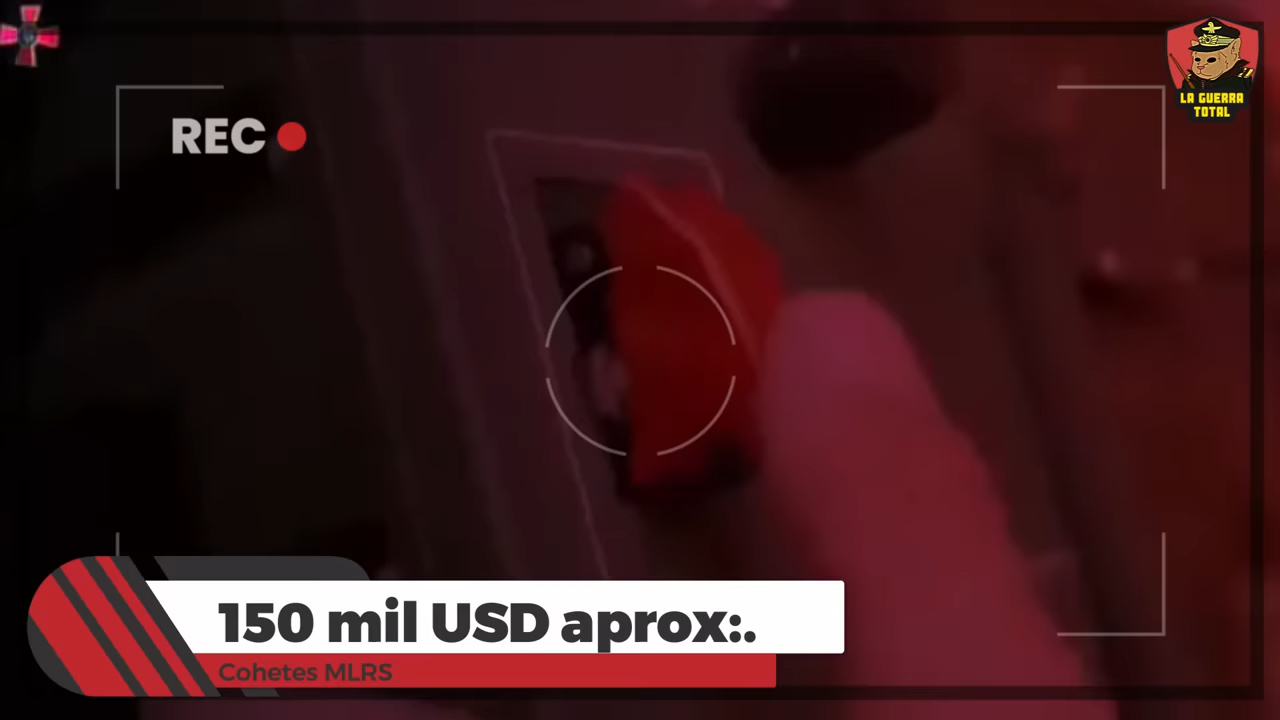 REC
LA GUERRA
TOTAL
150 mil USD aprox:.
Cohetes MLRS